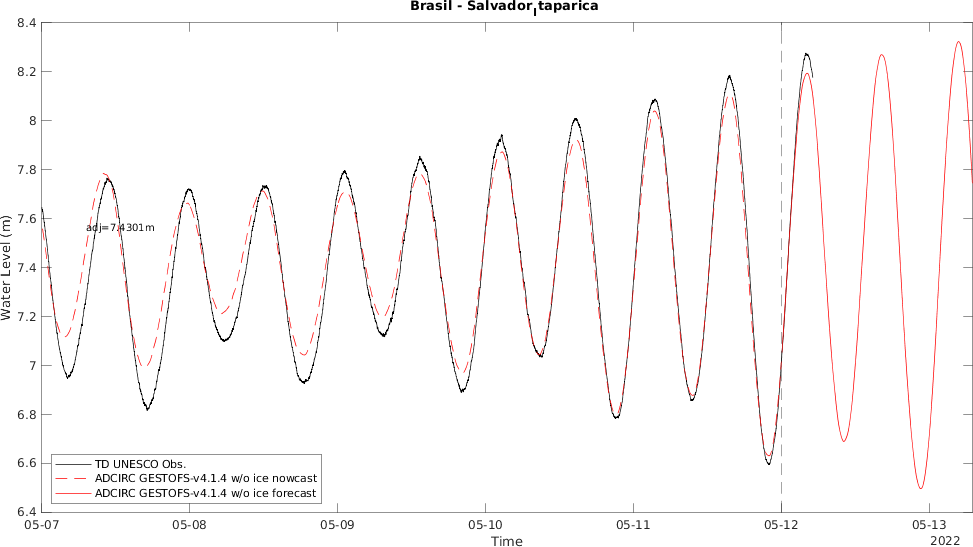 Brasil - Salvador_Itaparica
8.4
8.2
8
7.8
7.6
7.4
7.2
7
6.8
6.6
6.4
Water Level (m)
adj=7.4301m
TD UNESCO Obs.
ADCIRC GESTOFS-v4.1.4 w/o ice nowcast
ADCIRC GESTOFS-v4.1.4 w/o ice forecast
05-07 05-08 05-09 05-10 05-11 05-12 05-13
Time
2022